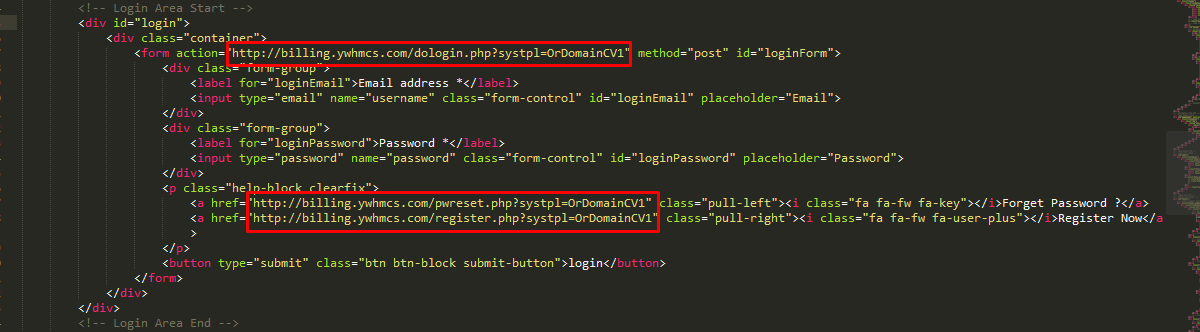 <!-- Login Area Start -->
<div id="login">
<div class="container">
<form action="http://billing.ywhmcs.com/dologin.php?systpl=OrDomainCV1" method="post" id="loginForm">
<div class="form-group">
<label for="loginEmail">Email address *</label>
<input type="email" name="username" class="form-control" id="loginEmail" placeholder="Email">
</div>
<div class="form-group">
<label for="loginPassword">Password *</label>
<input type="password" name="password" class="form-control" id="loginPassword" placeholder="Password">
</div>
<p class="help-block clearfix">
<a href="http://billing.ywhmcs.com/pwreset.php?systpl=OrDomainCV1" class="pull-left"><i class="fa fa-fw fa-key"></i>Forget Password ?</a>
<a href="http://billing.ywhmcs.com/register.php?systpl=OrDomainCV1" class="pull-right"><i class="fa fa-fw fa-user-plus"></i>Register Now</a
>
</p>
<button type="submit" class="btn btn-block submit-button">login</button>
</form>
</div>
</div>
<!-- Login Area End -->